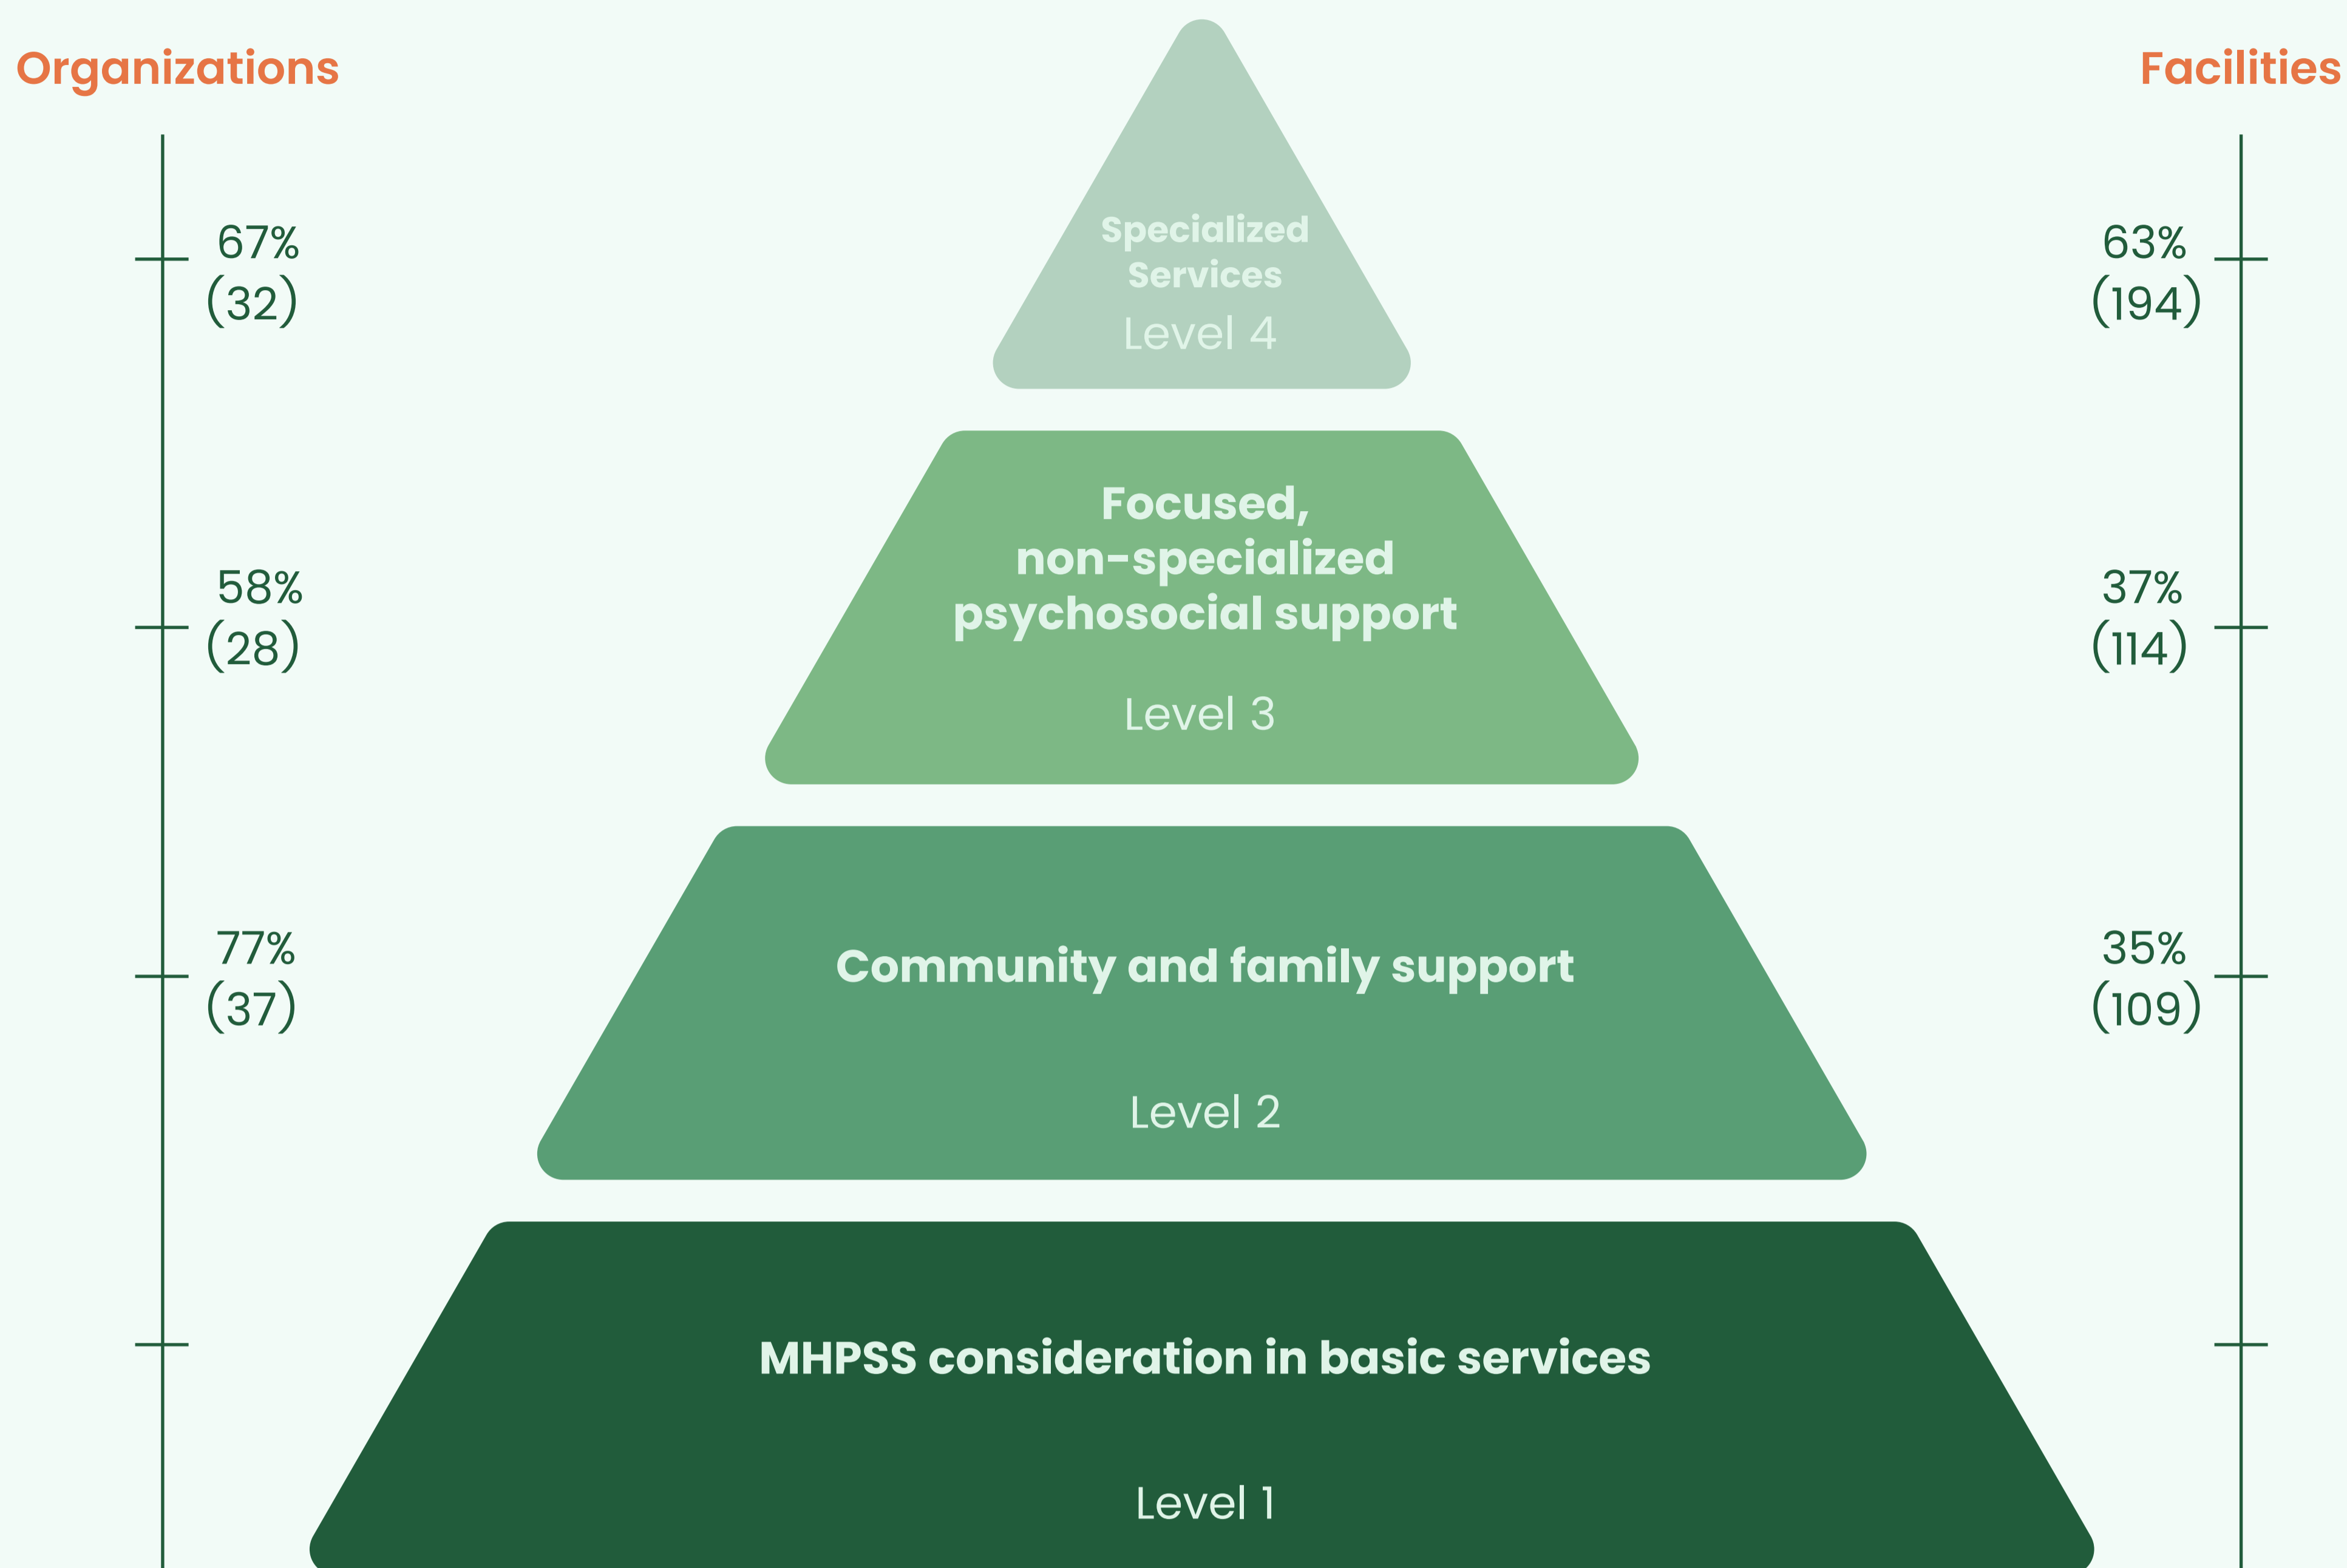 Organizations
Facilities
67%
(32)
Specialized
Services
Level 4
63%
(194)
58%
(28)
Focused,
non-specialized
psychosocial support
Level 3
37%
(114)
77%
(37)
Community and family support
Level 2
35%
(109)
MHPSS consideration in basic services
Level 1